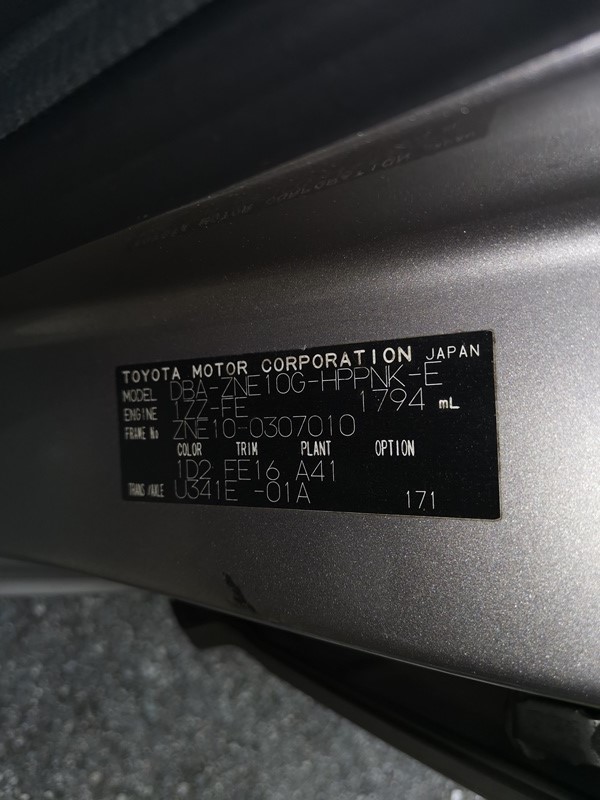 TOYOTA MOTOR CORPORATION JAPAN
MODEL DBA-ZNE10G-HPPNK-E
ENGINE 1ZZ-FE 1794 mL
FRAME No ZNE10-0307010
COLOR TRIM PLANT OPTION
1D2 FE16 A41
TRANS/AXLE U341E -01A 171